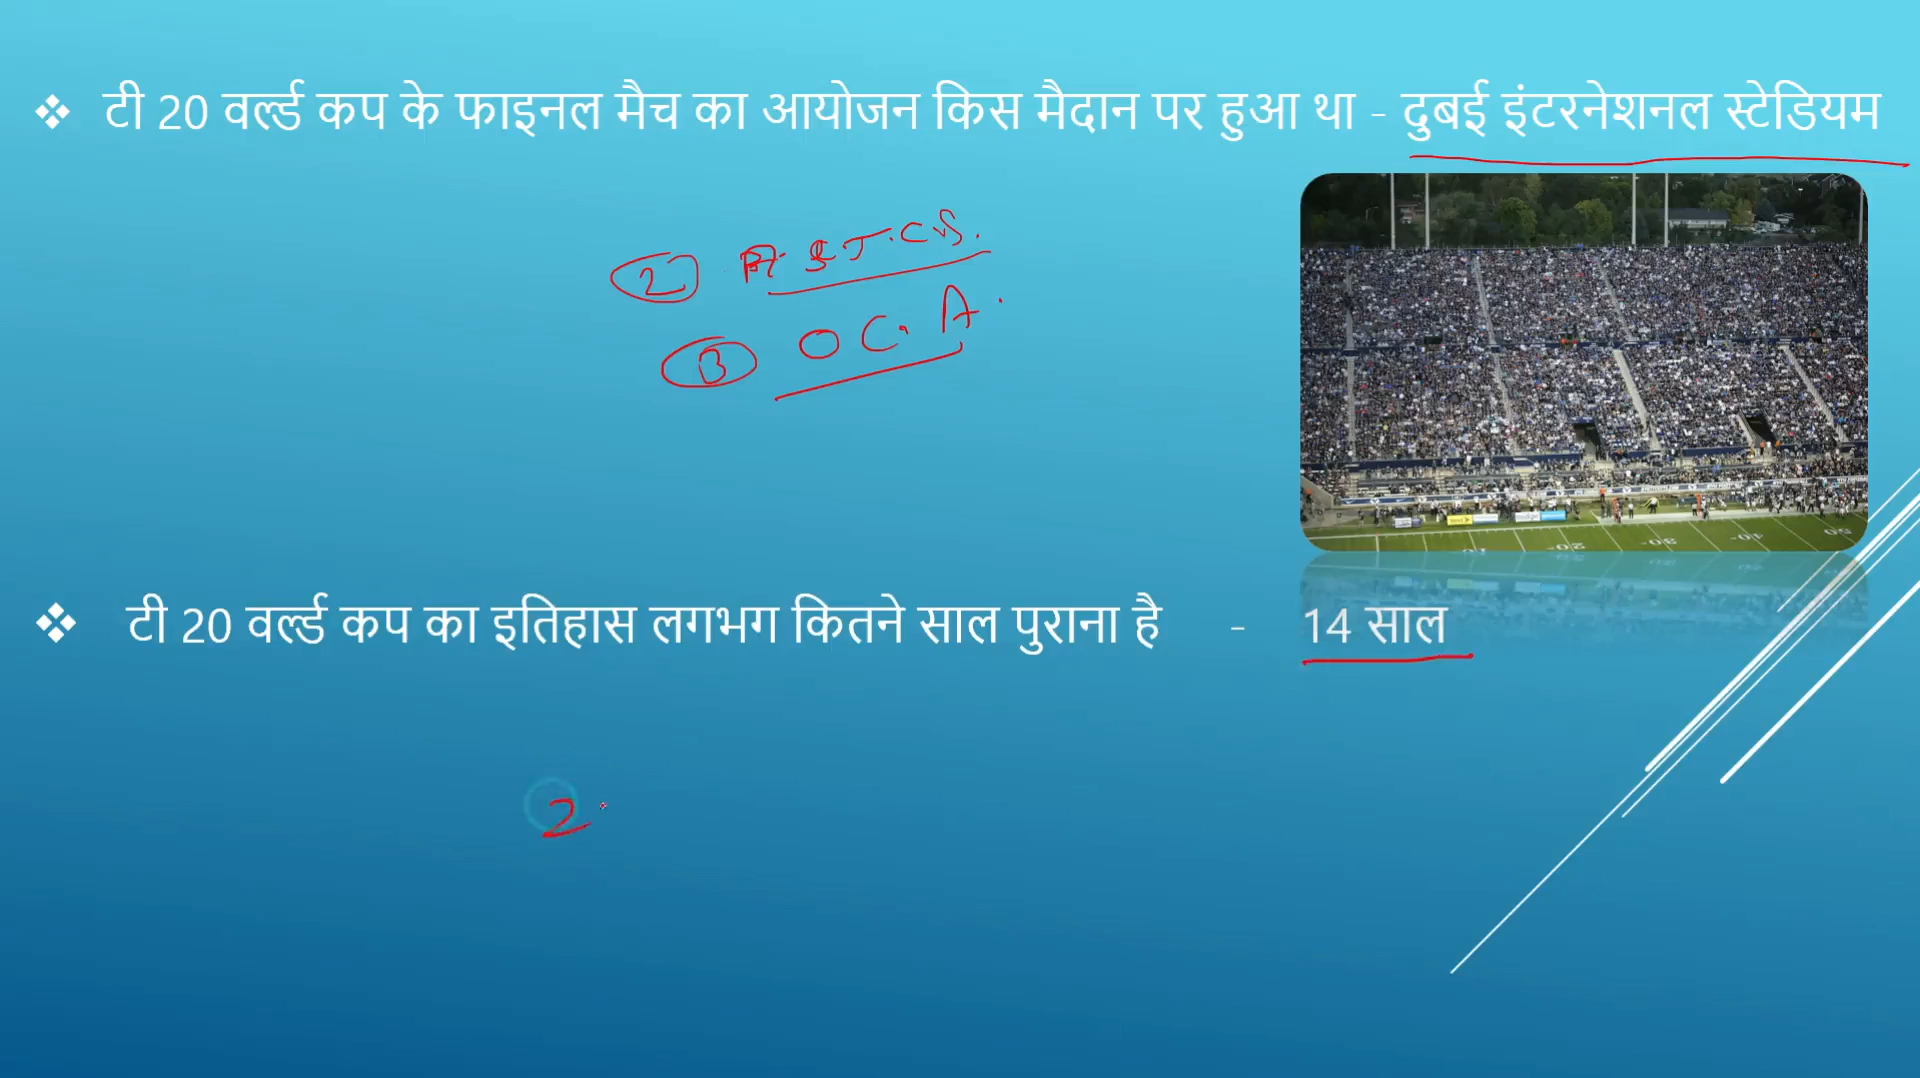 ❖ टी 20 वर्ल्ड कप के फाइनल मैच का आयोजन किस मैदान पर हुआ था - दुबई इंटरनेशनल स्टेडियम
2
3 O C. A.
❖ टी 20 वर्ल्ड कप का इतिहास लगभग कितने साल पुराना है - 14 साल
2